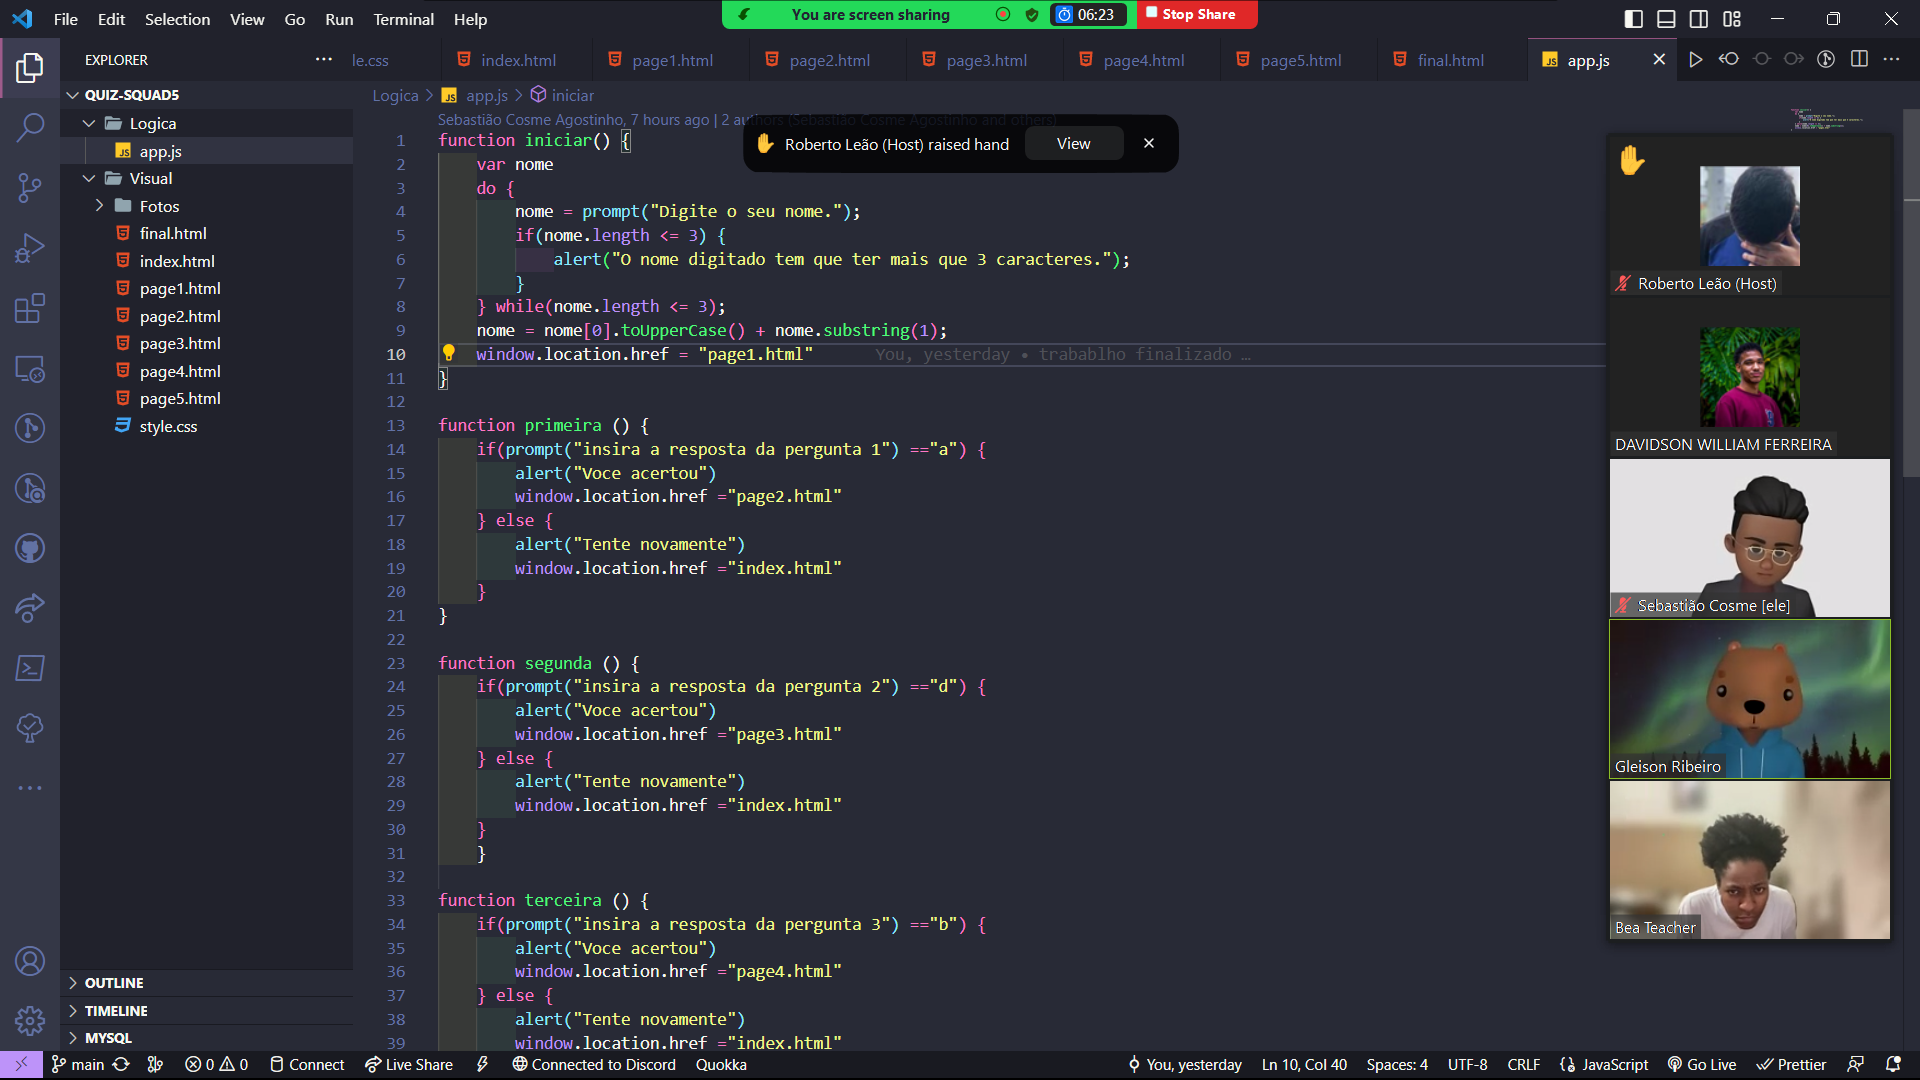 File Edit Selection View Go Run Terminal Help
You are screen sharing
06:23
Stop Share
EXPLORER
le.css
index.html
page1.html
page2.html
page3.html
page4.html
page5.html
final.html
app.js
QUIZ-SQUAD5
Logica
app.js
Visual
Fotos
final.html
index.html
page1.html
page2.html
page3.html
page4.html
page5.html
style.css
OUTLINE
TIMELINE
MYSQL
Logica > app.js > iniciar
Sebastião Cosme Agostinho, 7 hours ago | 2 authors (Sebastião Cosme Agostinho and others)
Roberto Leão (Host) raised hand
View
1 function iniciar() {
2 var nome
3 do {
4 nome = prompt("Digite o seu nome.");
5 if(nome.length <= 3) {
6 alert("O nome digitado tem que ter mais que 3 caracteres.");
7 }
8 } while(nome.length <= 3);
9 nome = nome[0].toUpperCase() + nome.substring(1);
10 window.location.href = "page1.html" You, yesterday • trabablho finalizado …
11 }
12
13 function primeira () {
14 if(prompt("insira a resposta da pergunta 1") =="a") {
15 alert("Voce acertou")
16 window.location.href ="page2.html"
17 } else {
18 alert("Tente novamente")
19 window.location.href ="index.html"
20 }
21 }
22
23 function segunda () {
24 if(prompt("insira a resposta da pergunta 2") =="d") {
25 alert("Voce acertou")
26 window.location.href ="page3.html"
27 } else {
28 alert("Tente novamente")
29 window.location.href ="index.html"
30 }
31 }
32
33 function terceira () {
34 if(prompt("insira a resposta da pergunta 3") =="b") {
35 alert("Voce acertou")
36 window.location.href ="page4.html"
37 } else {
38 alert("Tente novamente")
39 window.location.href ="index.html"
Roberto Leão (Host)
DAVIDSON WILLIAM FERREIRA
Sebastião Cosme [ele]
Gleison Ribeiro
Bea Teacher
main 0 0 Connect Live Share Connected to Discord Quokka You, yesterday Ln 10, Col 40 Spaces: 4 UTF-8 CRLF {} JavaScript Go Live Prettier